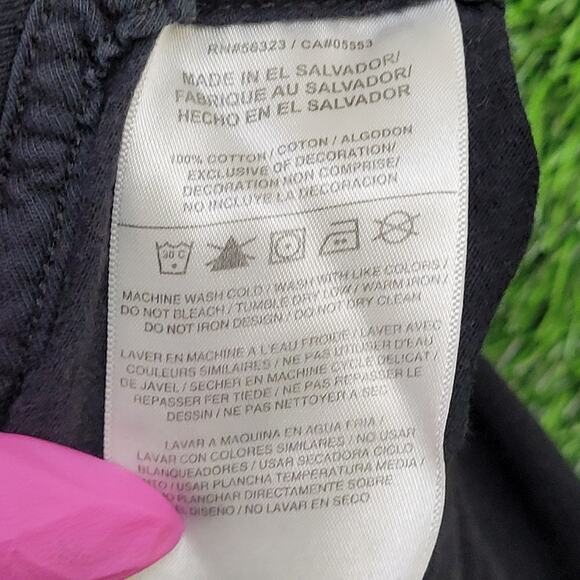 RN#56323 / CA#05553
MADE IN EL SALVADOR/
FABRIQUE AU SALVADOR/
HECHO EN EL SALVADOR
100% COTTON / COTON / ALGODON
EXCLUSIVE OF DECORATION/
DECORATION NON COMPRISE/
NO INCLUYE LA DECORACION
30 C
MACHINE WASH COLD / WASH WITH LIKE COLORS /
DO NOT BLEACH / TUMBLE DRY LOW / WARM IRON /
DO NOT IRON DESIGN / DO NOT DRY CLEAN
LAVER EN MACHINE A L'EAU FROIDE / LAVER AVEC
COULEURS SIMILAIRES / NE PAS UTILISER D'EAU
DE JAVEL / SECHER EN MACHINE CYCLE DELICAT /
REPASSER FER TIEDE / NE PAS REPASSER LE
DESSIN / NE PAS NETTOYER A SEC
LAVAR A MAQUINA EN AGUA FRIA /
LAVAR CON COLORES SIMILARES / NO USAR
BLANQUEADORES / USAR SECADORA CICLO
/ USAR PLANCHA TEMPERATURA MEDIA /
PLANCHAR DIRECTAMENTE SOBRE
DISENO / NO LAVAR EN SECO